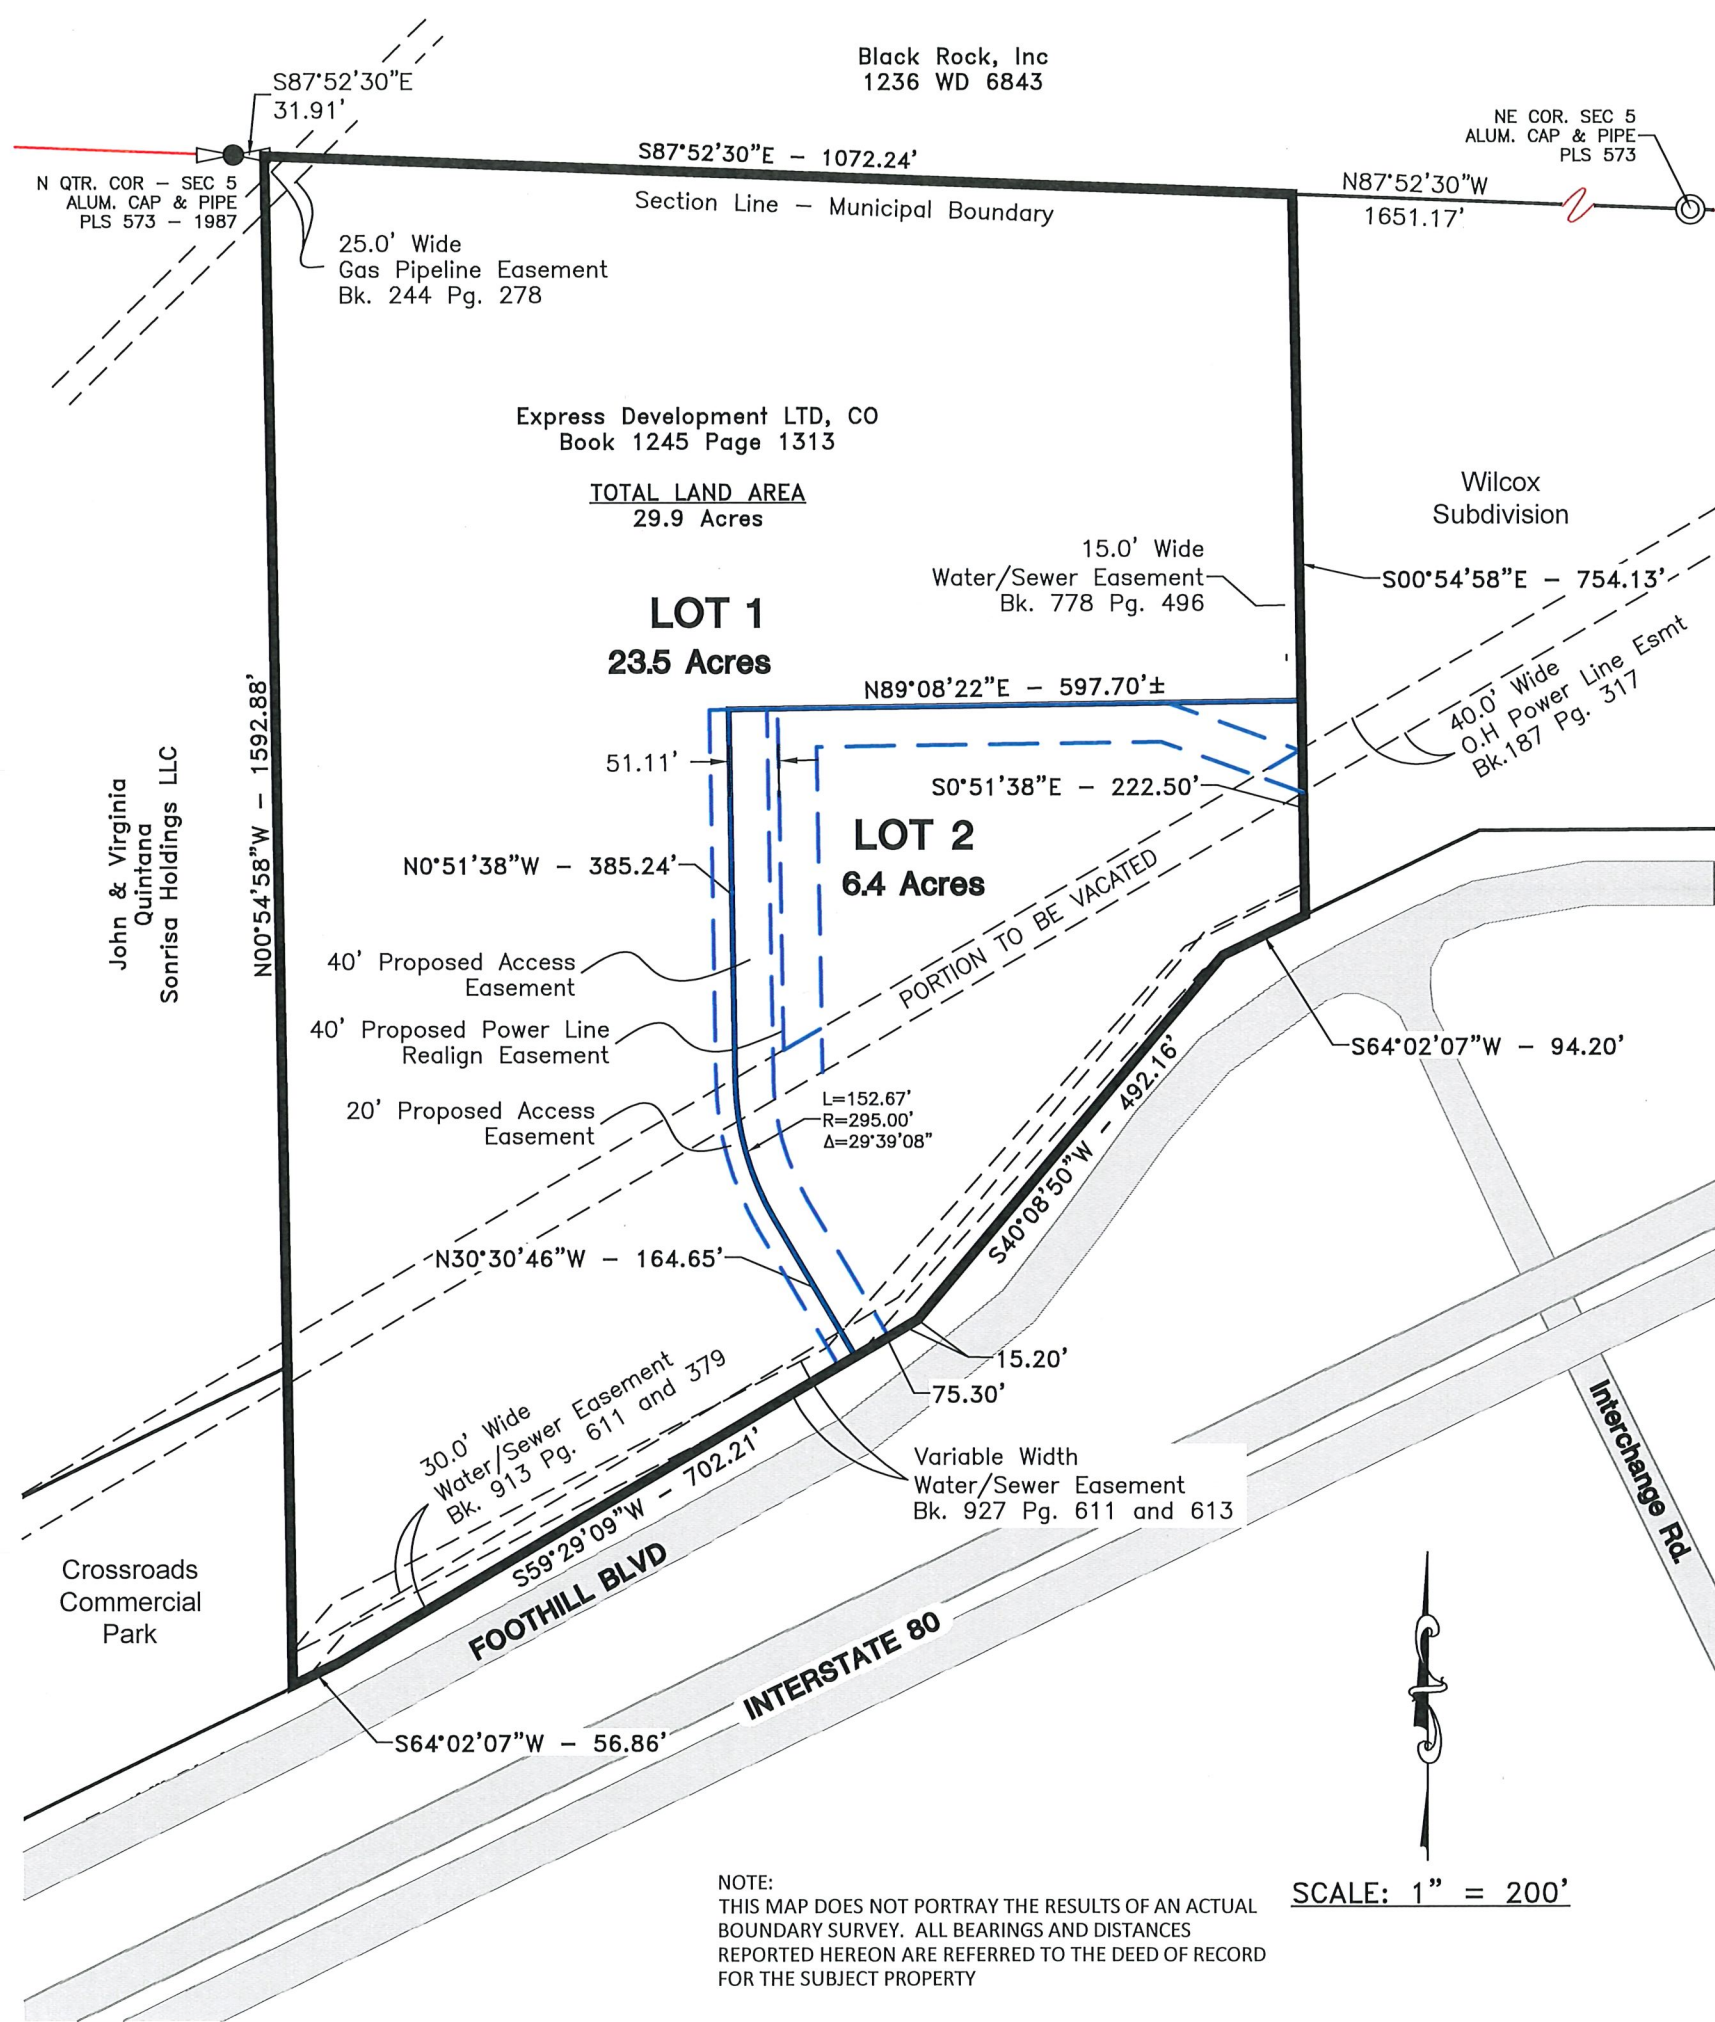 Black Rock, Inc
1236 WD 6843
S87°52'30"E
31.91'
NE COR. SEC 5
ALUM. CAP & PIPE
PLS 573
S87°52'30"E – 1072.24'
N QTR. COR – SEC 5
ALUM. CAP & PIPE
PLS 573 – 1987
N87°52'30"W
1651.17'
Section Line – Municipal Boundary
25.0' Wide
Gas Pipeline Easement
Bk. 244 Pg. 278
Express Development LTD, CO
Book 1245 Page 1313
TOTAL LAND AREA
29.9 Acres
Wilcox
Subdivision
15.0' Wide
Water/Sewer Easement
Bk. 778 Pg. 496
S00°54'58"E – 754.13'
LOT 1
23.5 Acres
40.0' Wide
O.H Power Line Esmt
Bk.187 Pg. 317
N89°08'22"E – 597.70'±
N00°54'58"W – 1592.88'
John & Virginia
Quintana
Sonrisa Holdings LLC
51.11'
S0°51'38"E – 222.50'
LOT 2
6.4 Acres
N0°51'38"W – 385.24'
PORTION TO BE VACATED
40' Proposed Access
Easement
40' Proposed Power Line
Realign Easement
S64°02'07"W – 94.20'
20' Proposed Access
Easement
L=152.67'
R=295.00'
Δ=29°39'08"
S40°08'50"W – 492.16'
N30°30'46"W – 164.65'
15.20'
75.30'
30.0' Wide
Water/Sewer Easement
Bk. 913 Pg. 611 and 379
Variable Width
Water/Sewer Easement
Bk. 927 Pg. 611 and 613
S59°29'09"W – 702.21'
Interchange Rd.
FOOTHILL BLVD
Crossroads
Commercial
Park
INTERSTATE 80
S64°02'07"W – 56.86'
NOTE:
THIS MAP DOES NOT PORTRAY THE RESULTS OF AN ACTUAL
BOUNDARY SURVEY. ALL BEARINGS AND DISTANCES
REPORTED HEREON ARE REFERRED TO THE DEED OF RECORD
FOR THE SUBJECT PROPERTY
SCALE: 1" = 200'